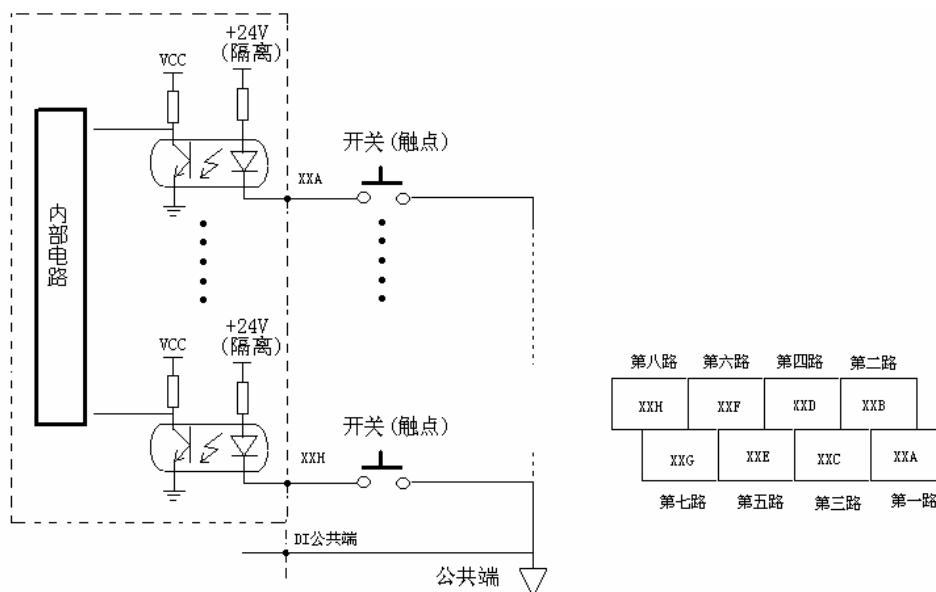 +24V
(隔离)
VCC
开关(触点)
XXA
内部电路
+24V
(隔离)
VCC
开关(触点)
XXH
DI公共端
公共端
第八路 第六路 第四路 第二路
XXH XXF XXD XXB
XXG XXE XXC XXA
第七路 第五路 第三路 第一路